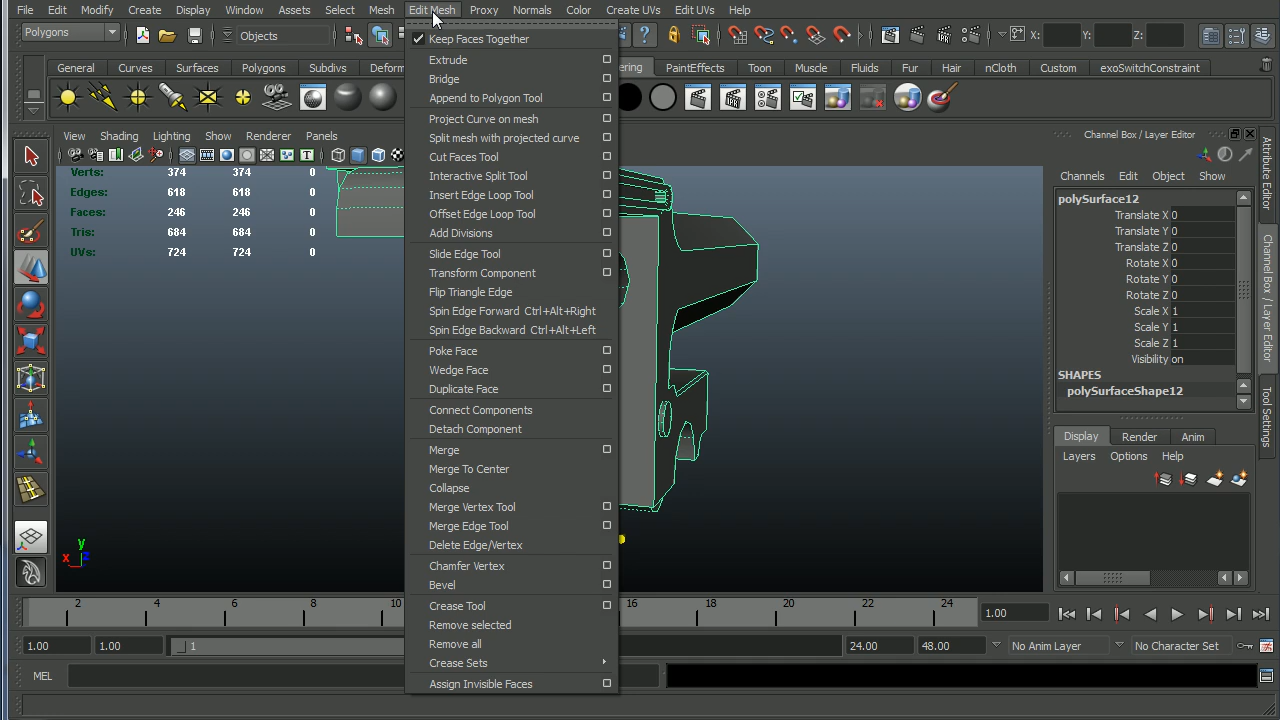 File Edit Modify Create Display Window Assets Select Mesh Edit Mesh Proxy Normals Color Create UVs Edit UVs Help
Polygons Objects X: Y: Z:
General Curves Surfaces Polygons Subdivs Deform ering PaintEffects Toon Muscle Fluids Fur Hair nCloth Custom exoSwitchConstraint
View Shading Lighting Show Renderer Panels
Verts: 374 374 0
Edges: 618 618 0
Faces: 246 246 0
Tris: 684 684 0
UVs: 724 724 0
Keep Faces Together
Extrude
Bridge
Append to Polygon Tool
Project Curve on mesh
Split mesh with projected curve
Cut Faces Tool
Interactive Split Tool
Insert Edge Loop Tool
Offset Edge Loop Tool
Add Divisions
Slide Edge Tool
Transform Component
Flip Triangle Edge
Spin Edge Forward Ctrl+Alt+Right
Spin Edge Backward Ctrl+Alt+Left
Poke Face
Wedge Face
Duplicate Face
Connect Components
Detach Component
Merge
Merge To Center
Collapse
Merge Vertex Tool
Merge Edge Tool
Delete Edge/Vertex
Chamfer Vertex
Bevel
Crease Tool
Remove selected
Remove all
Crease Sets
Assign Invisible Faces
Channel Box / Layer Editor
Channels Edit Object Show
polySurface12
Translate X 0
Translate Y 0
Translate Z 0
Rotate X 0
Rotate Y 0
Rotate Z 0
Scale X 1
Scale Y 1
Scale Z 1
Visibility on
SHAPES
polySurfaceShape12
Display Render Anim
Layers Options Help
Attribute Editor
Channel Box / Layer Editor
Tool Settings
y
x z
2 4 6 8 10 16 18 20 22 24 1.00
1.00 1.00 1 24.00 48.00 No Anim Layer No Character Set
MEL